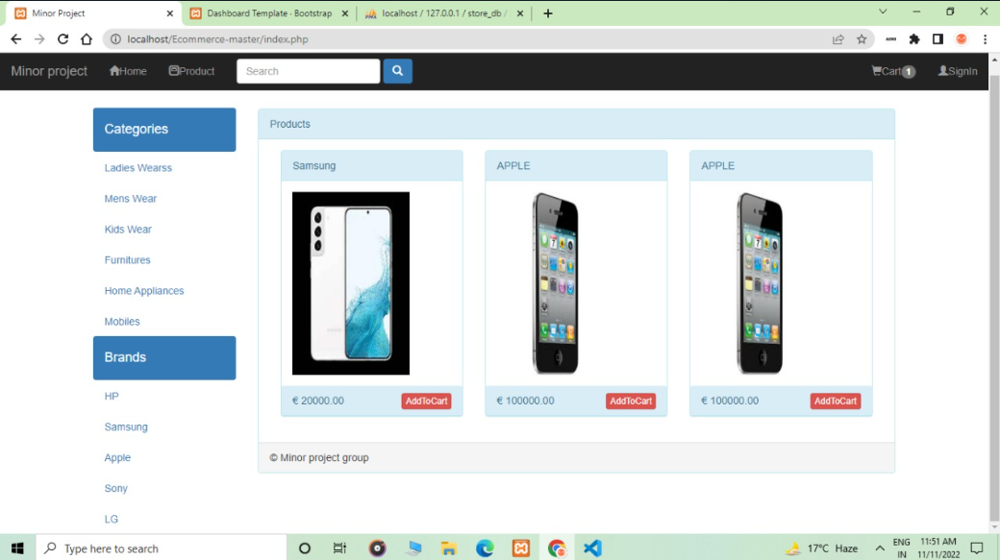 Minor Project
Dashboard Template · Bootstrap
localhost / 127.0.0.1 / store_db /
localhost/Ecommerce-master/index.php
Minor project Home Product Search Cart 1 SignIn
Categories
Ladies Wearss
Mens Wear
Kids Wear
Furnitures
Home Appliances
Mobiles
Brands
HP
Samsung
Apple
Sony
LG
Products
Samsung
€ 20000.00 AddToCart
APPLE
€ 100000.00 AddToCart
APPLE
€ 100000.00 AddToCart
© Minor project group
Type here to search
17°C Haze
ENG
IN
11:51 AM
11/11/2022